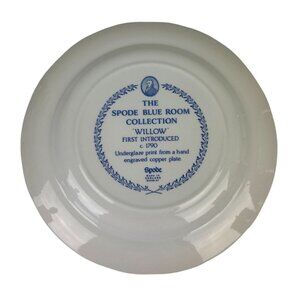 THE
SPODE BLUE ROOM
COLLECTION
'WILLOW'
FIRST INTRODUCED
c. 1790
Underglaze print from a hand
engraved copper plate
Spode